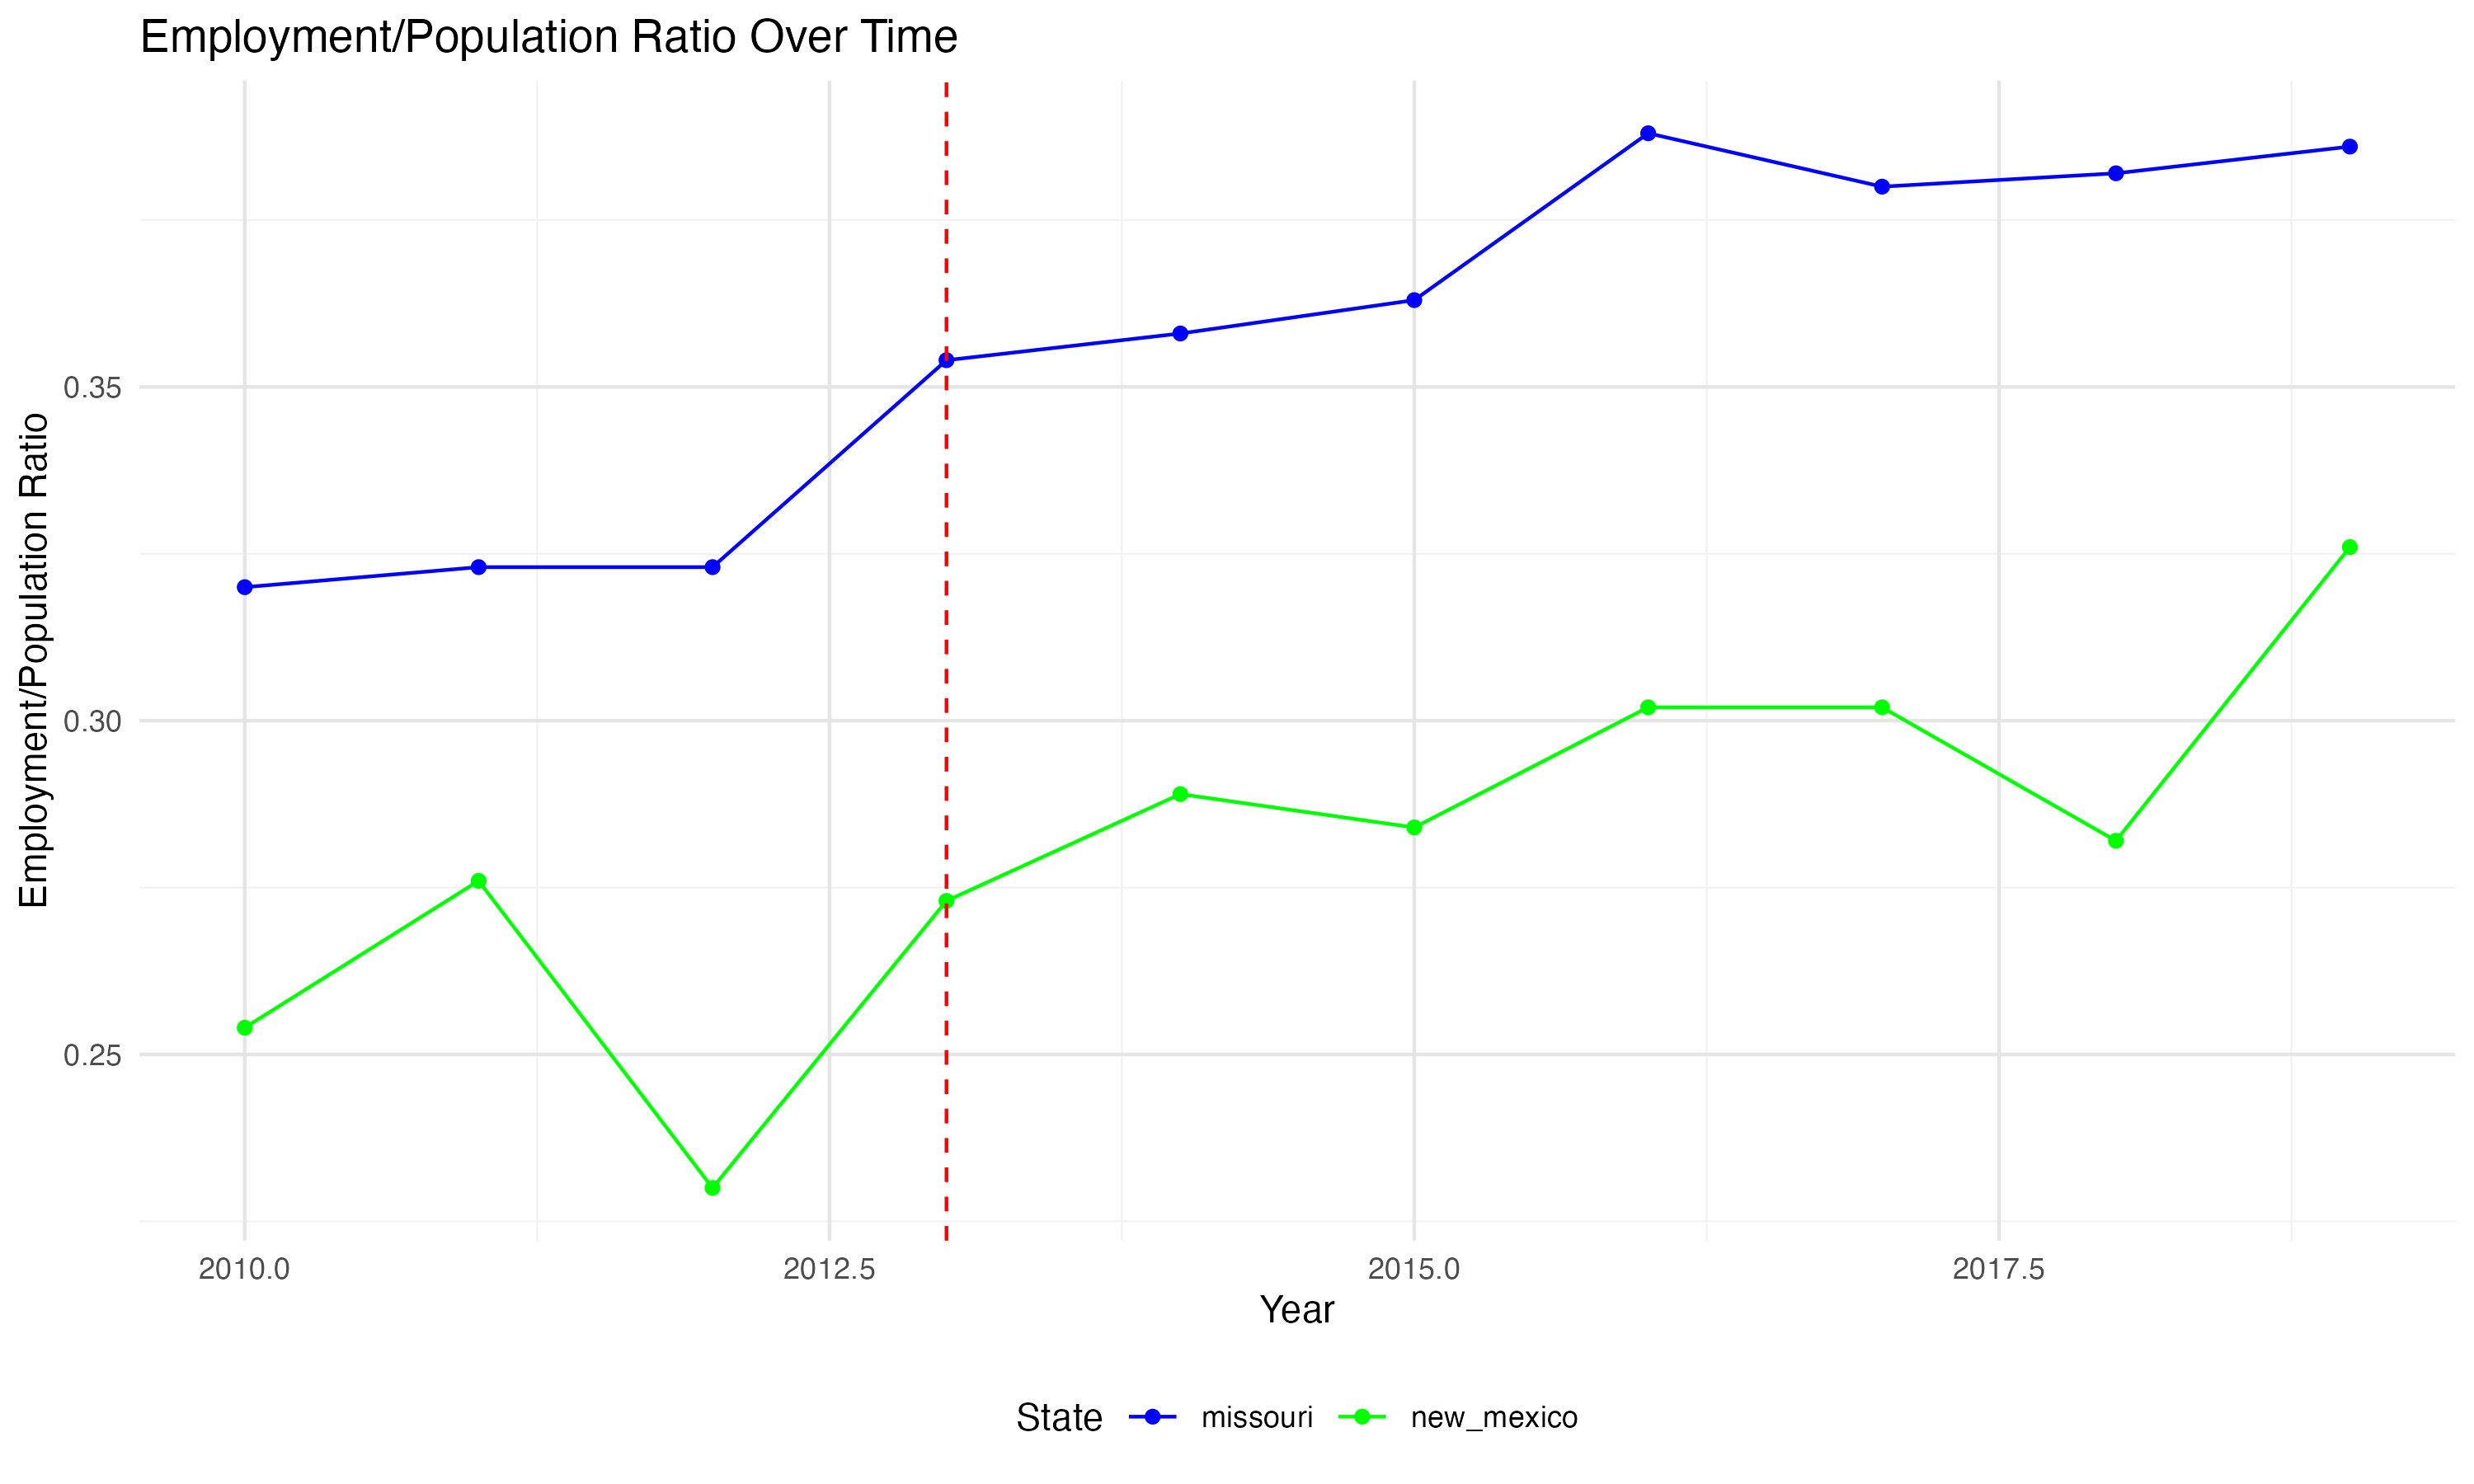 Employment/Population Ratio Over Time
Employment/Population Ratio
0.35
0.30
0.25
2010.0 2012.5 2015.0 2017.5
Year
State missouri new_mexico